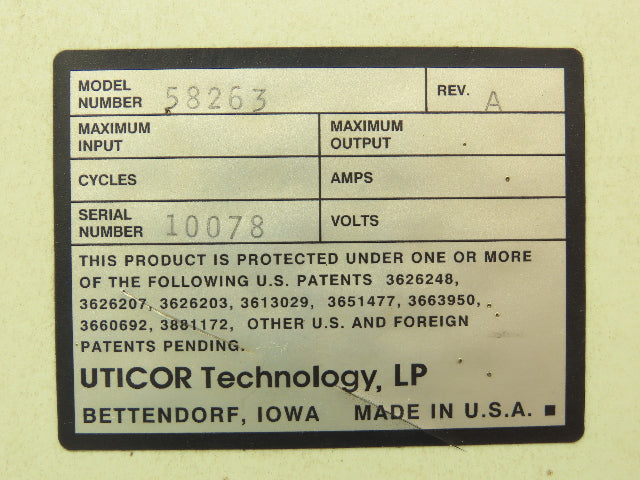 MODEL NUMBER 58263 REV. A
MAXIMUM INPUT MAXIMUM OUTPUT
CYCLES AMPS
SERIAL NUMBER 10078 VOLTS
THIS PRODUCT IS PROTECTED UNDER ONE OR MORE
OF THE FOLLOWING U.S. PATENTS 3626248,
3626207, 3626203, 3613029, 3651477, 3663950,
3660692, 3881172, OTHER U.S. AND FOREIGN
PATENTS PENDING.
UTICOR Technology, LP
BETTENDORF, IOWA MADE IN U.S.A. ■